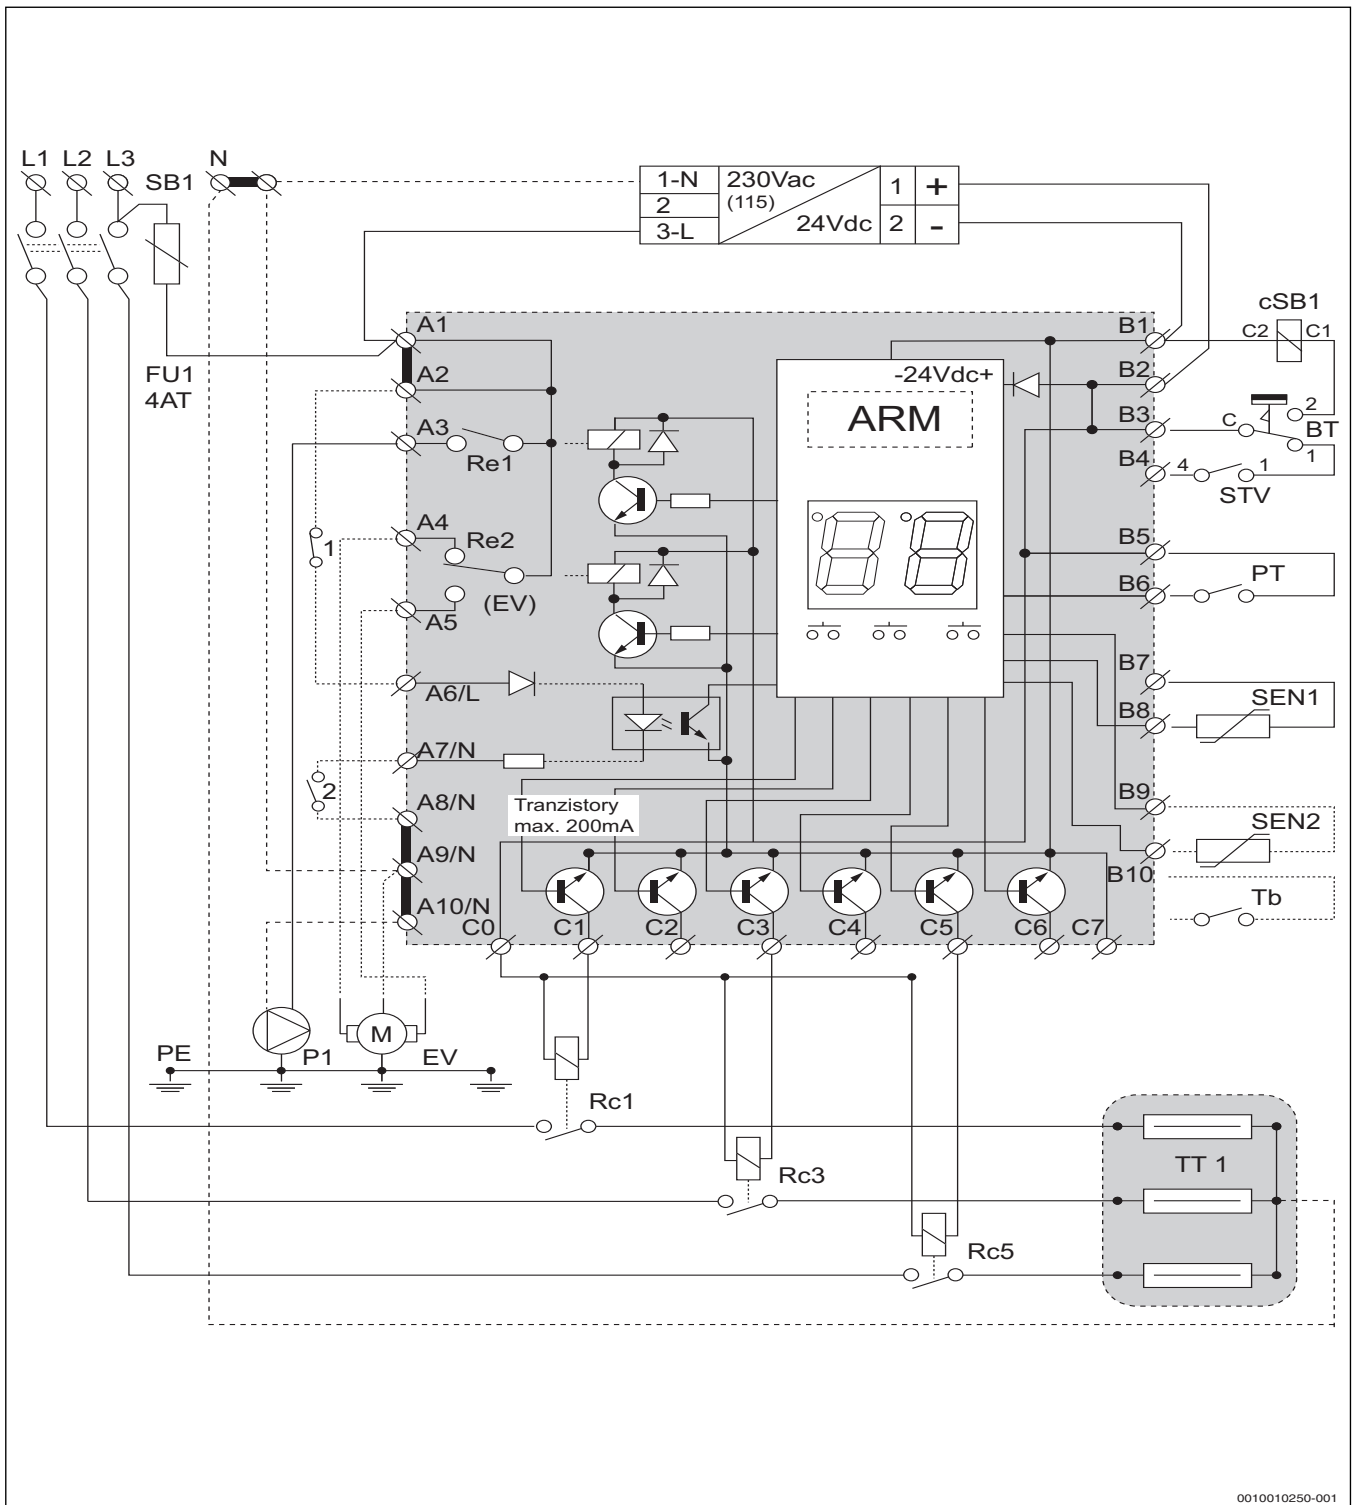 L1 L2 L3 SB1 N
1-N 230Vac 1 +
2 (115)
3-L 24Vdc 2 -
cSB1
C2 C1
FU1
4AT
A1
A2
A3
Re1
A4
Re2
(EV)
A5
A6/L
A7/N
A8/N
A9/N
A10/N
1
2
-24Vdc+
ARM
88
Tranzistory
max. 200mA
B1
B2
B3
B4
B5
B6
B7
B8
B9
B10
2
C BT
1
4 1
STV
PT
SEN1
SEN2
Tb
C0 C1 C2 C3 C4 C5 C6 C7
PE P1 M EV
Rc1
Rc3
Rc5
TT 1
0010010250-001